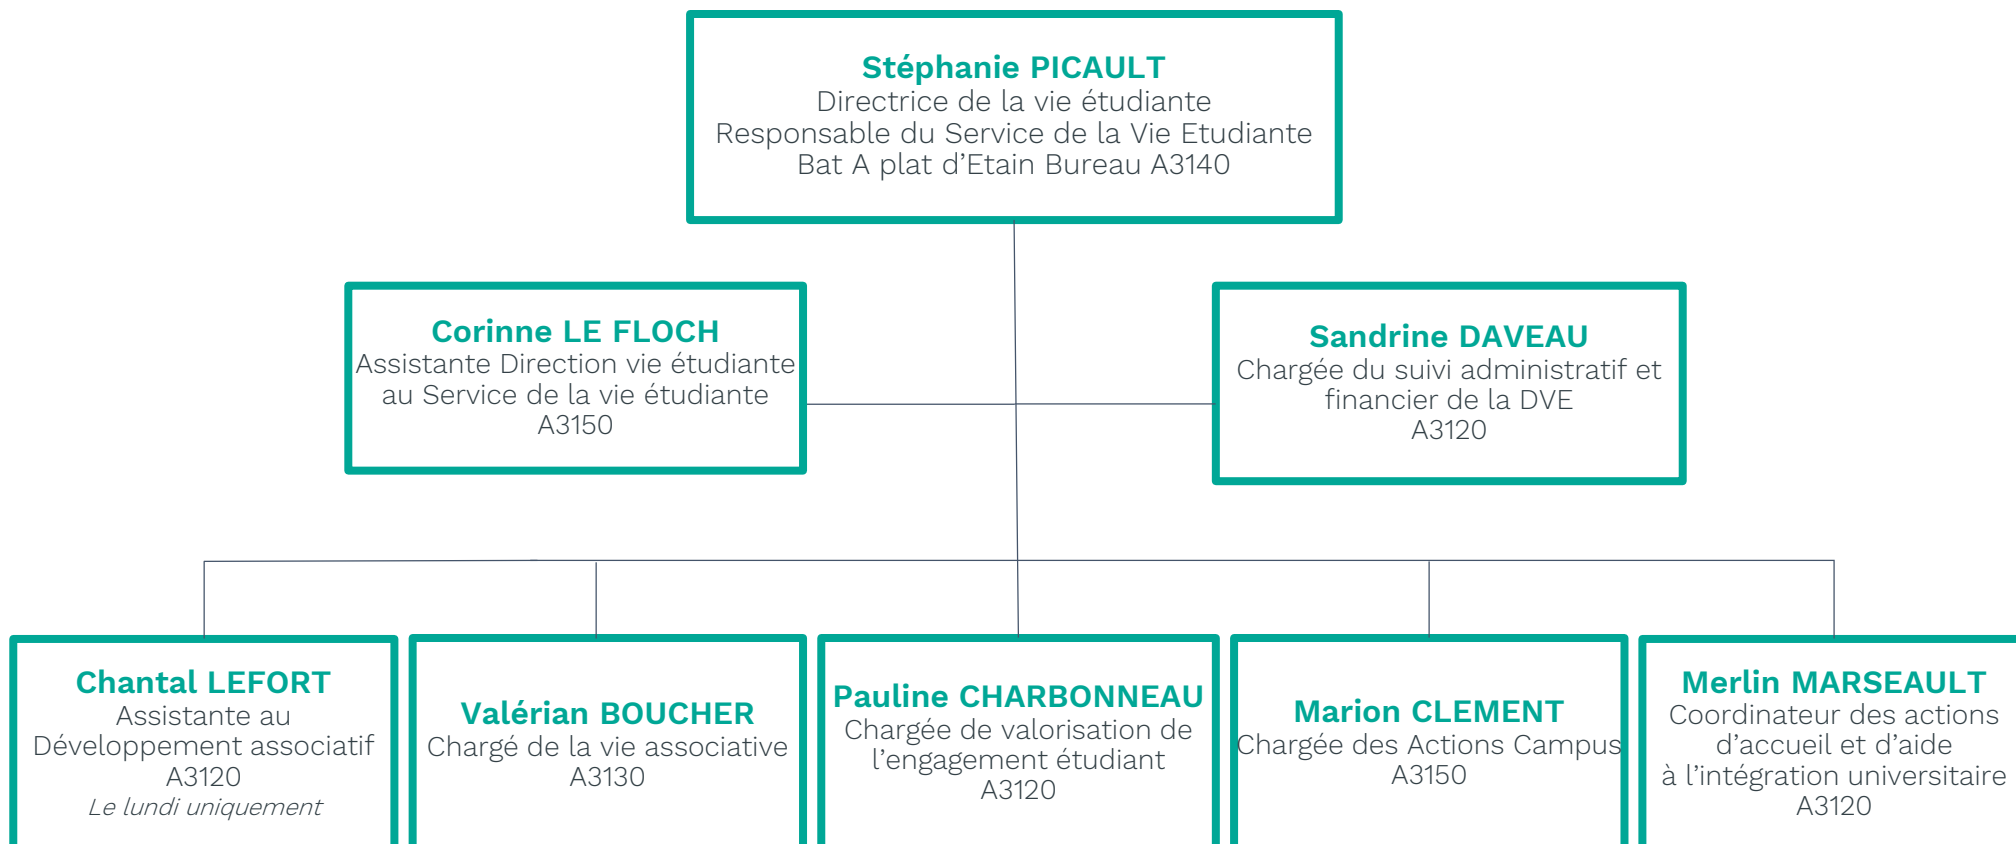 Stéphanie PICAULT
Directrice de la vie étudiante
Responsable du Service de la Vie Etudiante
Bat A plat d’Etain Bureau A3140
Corinne LE FLOCH
Assistante Direction vie étudiante
au Service de la vie étudiante
A3150
Sandrine DAVEAU
Chargée du suivi administratif et
financier de la DVE
A3120
Chantal LEFORT
Assistante au
Développement associatif
A3120
Le lundi uniquement
Valérian BOUCHER
Chargé de la vie associative
A3130
Pauline CHARBONNEAU
Chargée de valorisation de
l’engagement étudiant
A3120
Marion CLEMENT
Chargée des Actions Campus
A3150
Merlin MARSEAULT
Coordinateur des actions
d’accueil et d’aide
à l’intégration universitaire
A3120